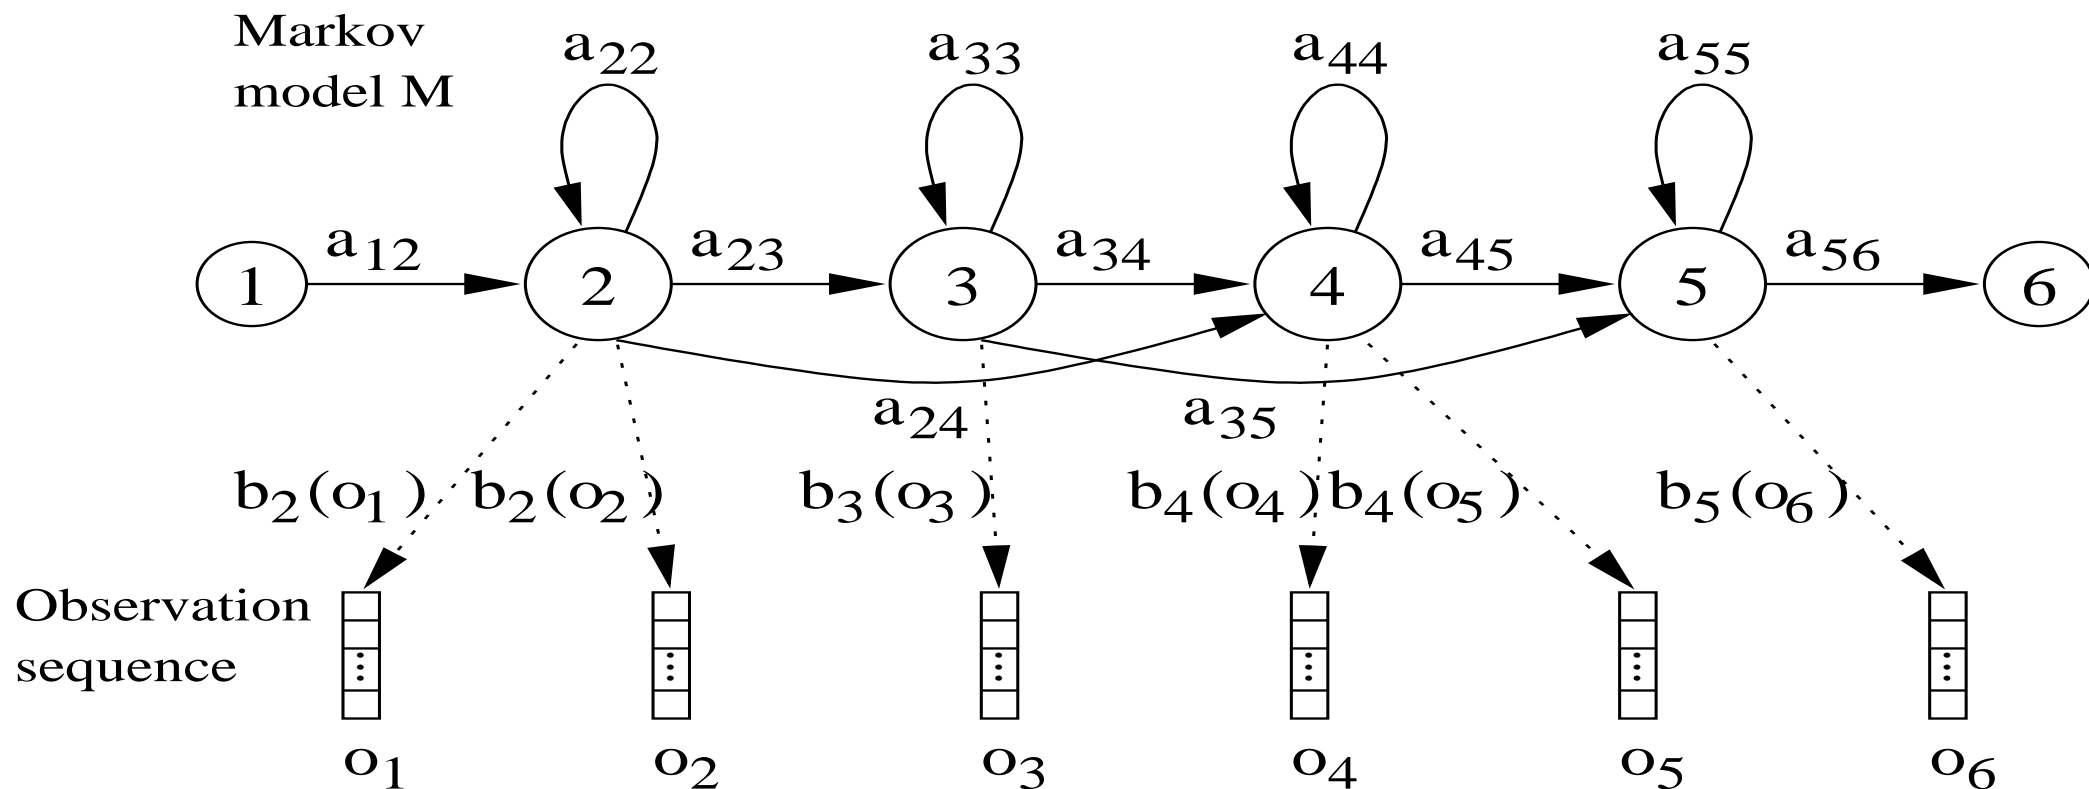 Markov
model M
a22 a33 a44 a55
a12 a23 a34 a45 a56
1 2 3 4 5 6
a24 a35
b2(o1) b2(o2) b3(o3) b4(o4) b4(o5) b5(o6)
Observation
sequence
o1 o2 o3 o4 o5 o6